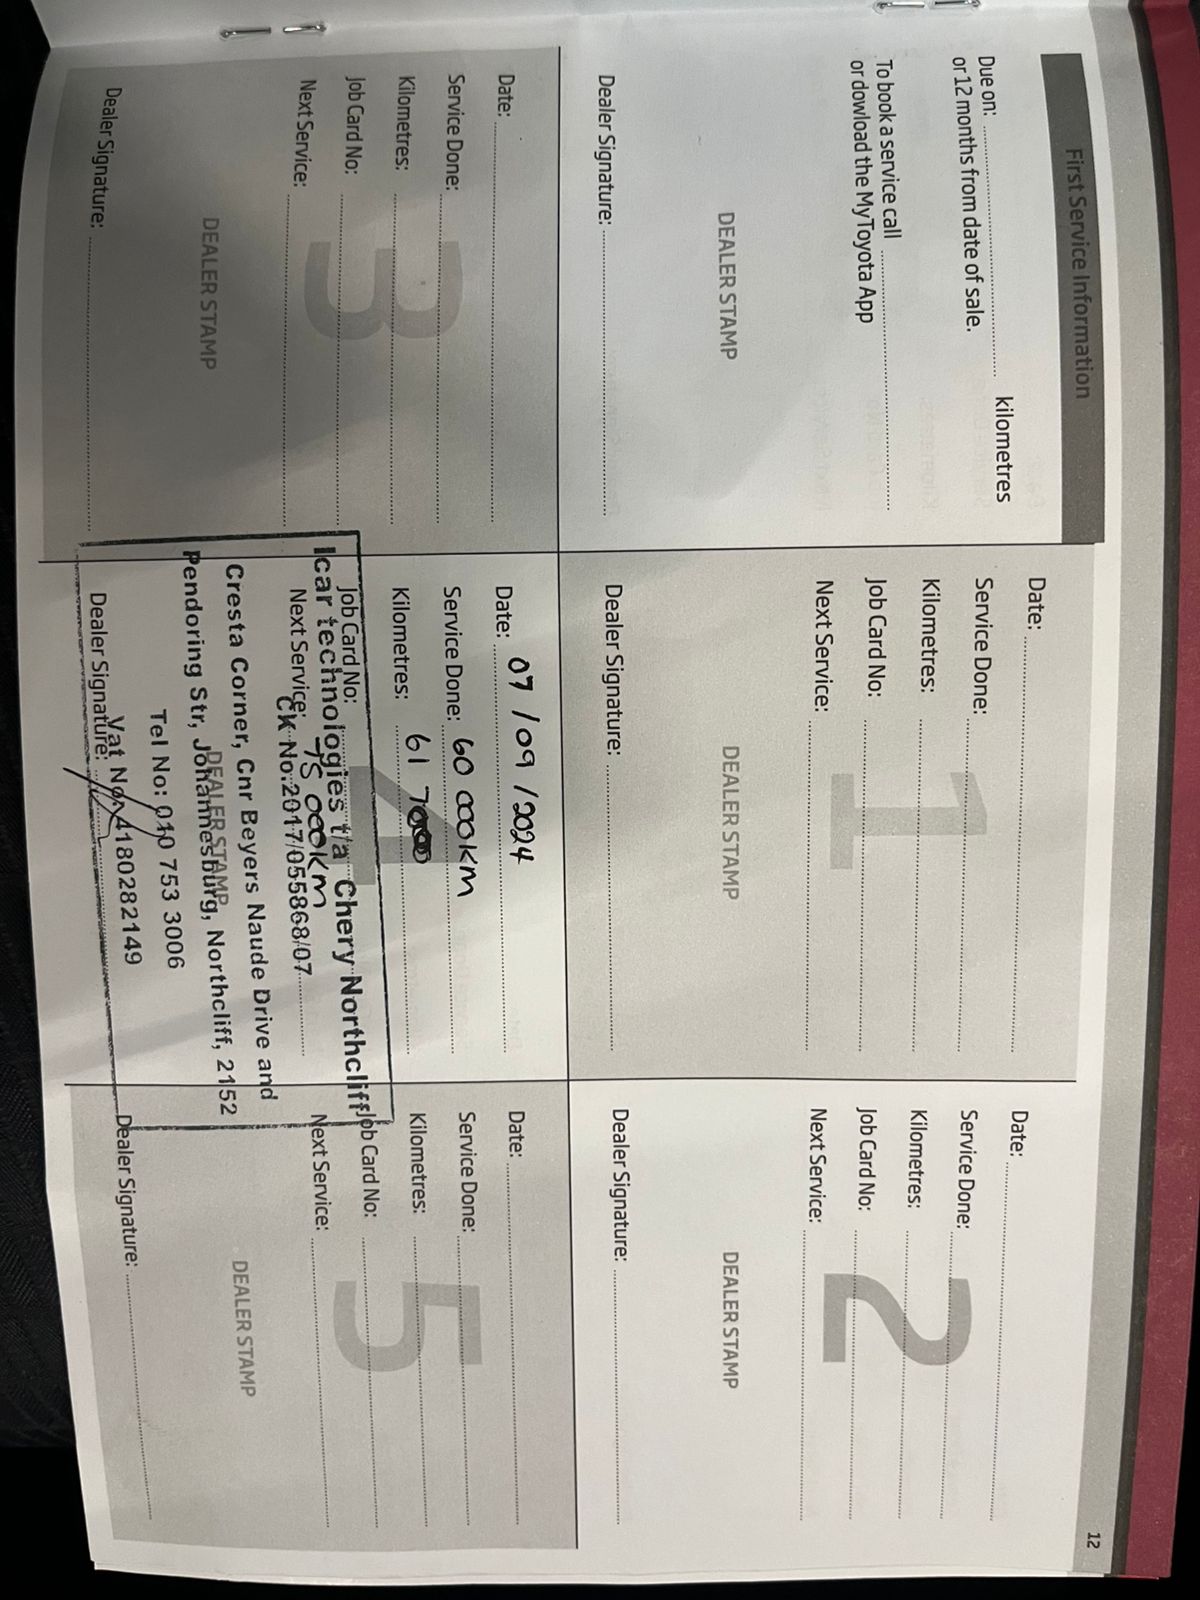 12
First Service Information
Due on: kilometres
or 12 months from date of sale.
To book a service call
or dowload the MyToyota App
DEALER STAMP
Dealer Signature:
1
Date:
Service Done:
Kilometres:
Job Card No:
Next Service:
DEALER STAMP
Dealer Signature:
2
Date:
Service Done:
Kilometres:
Job Card No:
Next Service:
DEALER STAMP
Dealer Signature:
3
Date:
Service Done:
Kilometres:
Job Card No:
Next Service:
DEALER STAMP
Dealer Signature:
4
Date: 07/09/2024
Service Done: 60 000KM
Kilometres: 61 7
Job Card No:
Icar technologies t/a Chery Northcliff
Next Service: 75 000KM
CK No:2017/055868/07
Cresta Corner, Cnr Beyers Naude Drive and
Pendoring Str, Johannesburg, Northcliff, 2152
DEALER STAMP
Tel No: 010 753 3006
Vat No: 4180282149
Dealer Signature:
5
Date:
Service Done:
Kilometres:
Job Card No:
Next Service:
DEALER STAMP
Dealer Signature: